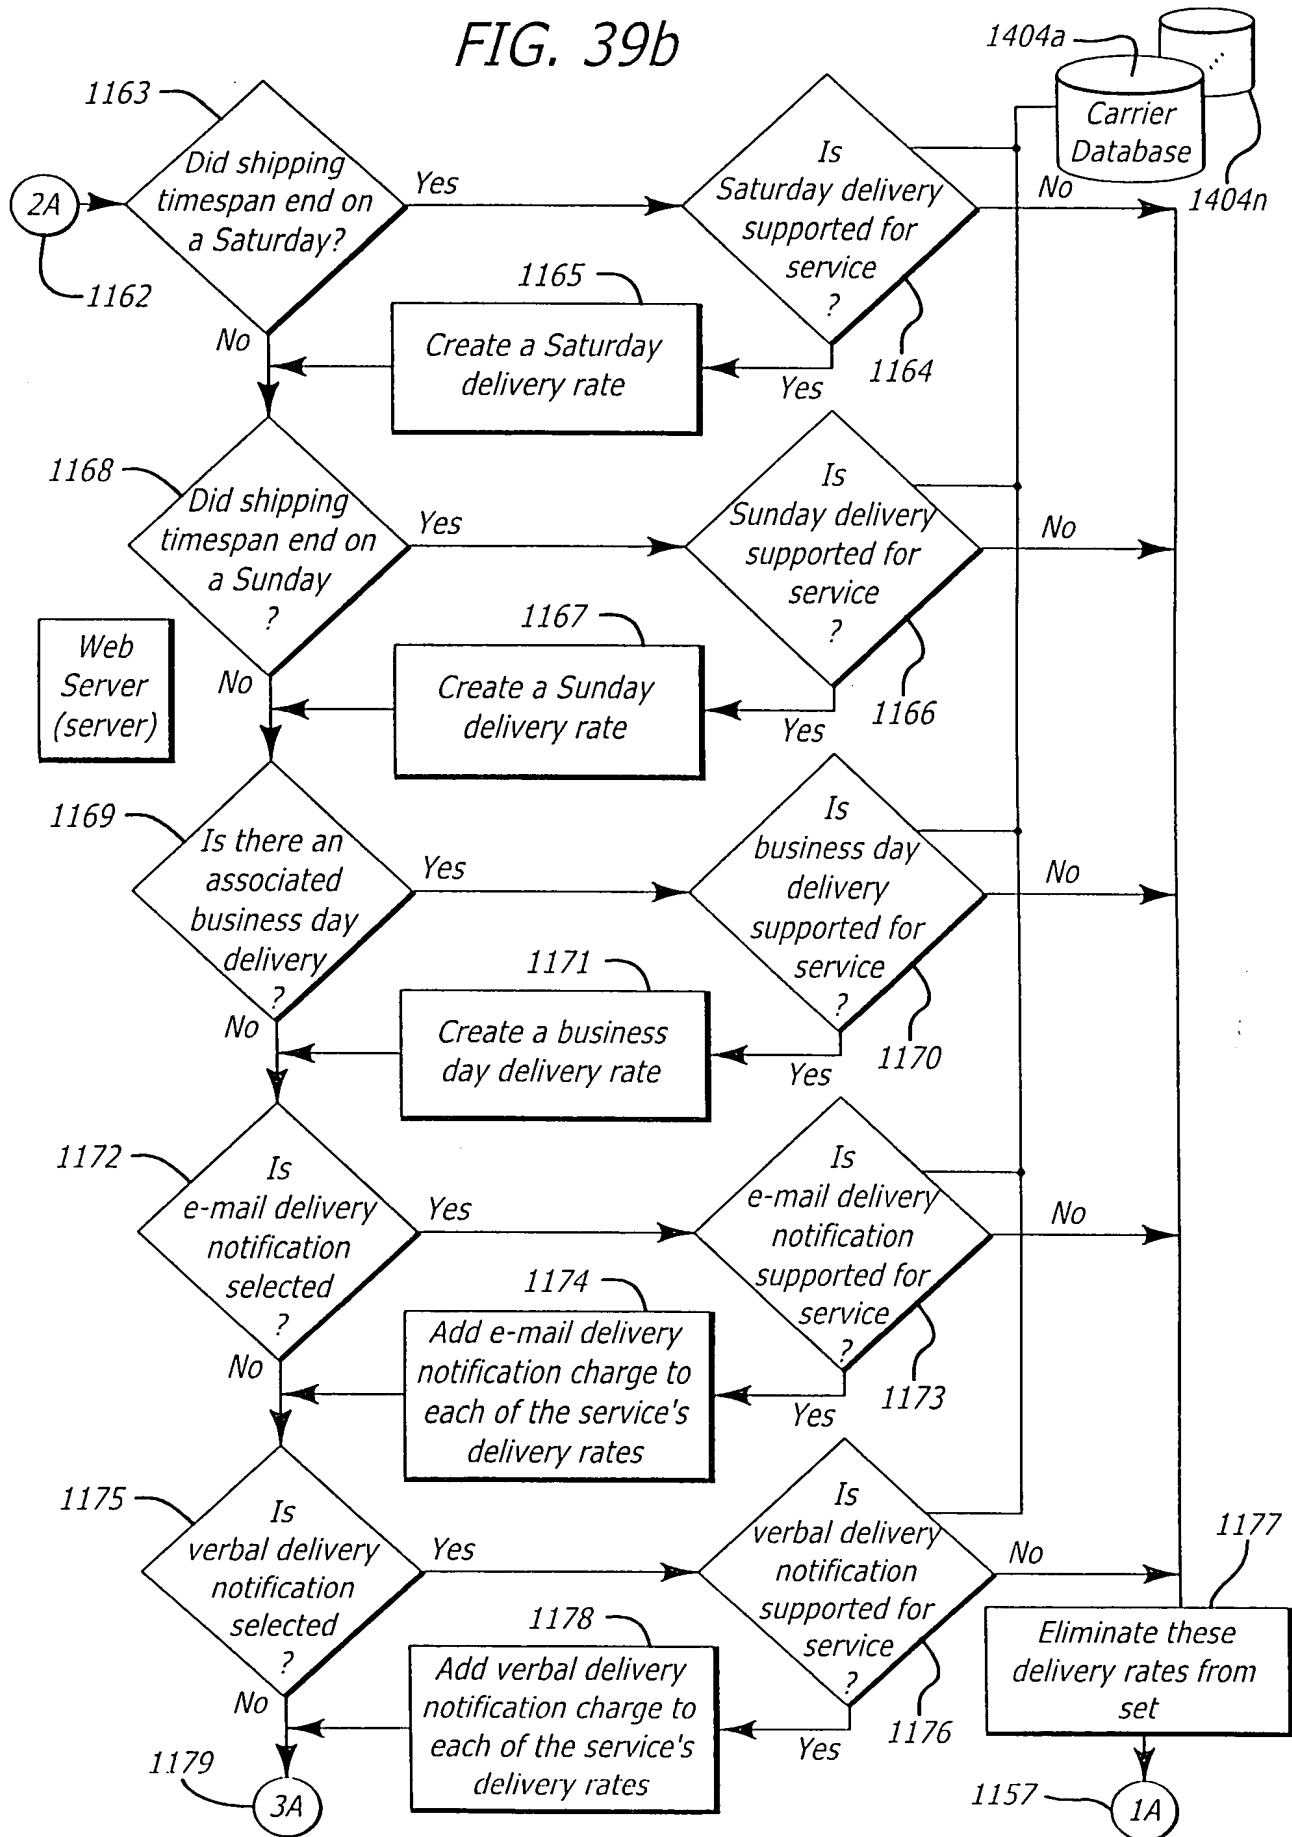 FIG. 39b
1404a
Carrier
Database
1404n
1163
Did shipping
timespan end on
a Saturday?
2A
1162
Yes
No
Is
Saturday delivery
supported for
service
?
No
1164
Yes
1165
Create a Saturday
delivery rate
1168
Did shipping
timespan end on
a Sunday
?
Yes
No
Is
Sunday delivery
supported for
service
?
No
1166
Yes
1167
Create a Sunday
delivery rate
Web
Server
(server)
1169
Is there an
associated
business day
delivery
?
Yes
No
Is
business day
delivery
supported for
service
?
No
1170
Yes
1171
Create a business
day delivery rate
1172
Is
e-mail delivery
notification
selected
?
Yes
No
Is
e-mail delivery
notification
supported for
service
?
No
1173
Yes
1174
Add e-mail delivery
notification charge to
each of the service's
delivery rates
1175
Is
verbal delivery
notification
selected
?
Yes
No
Is
verbal delivery
notification
supported for
service
?
No
1176
Yes
1177
Eliminate these
delivery rates from
set
1178
Add verbal delivery
notification charge to
each of the service's
delivery rates
1179
3A
1157
1A